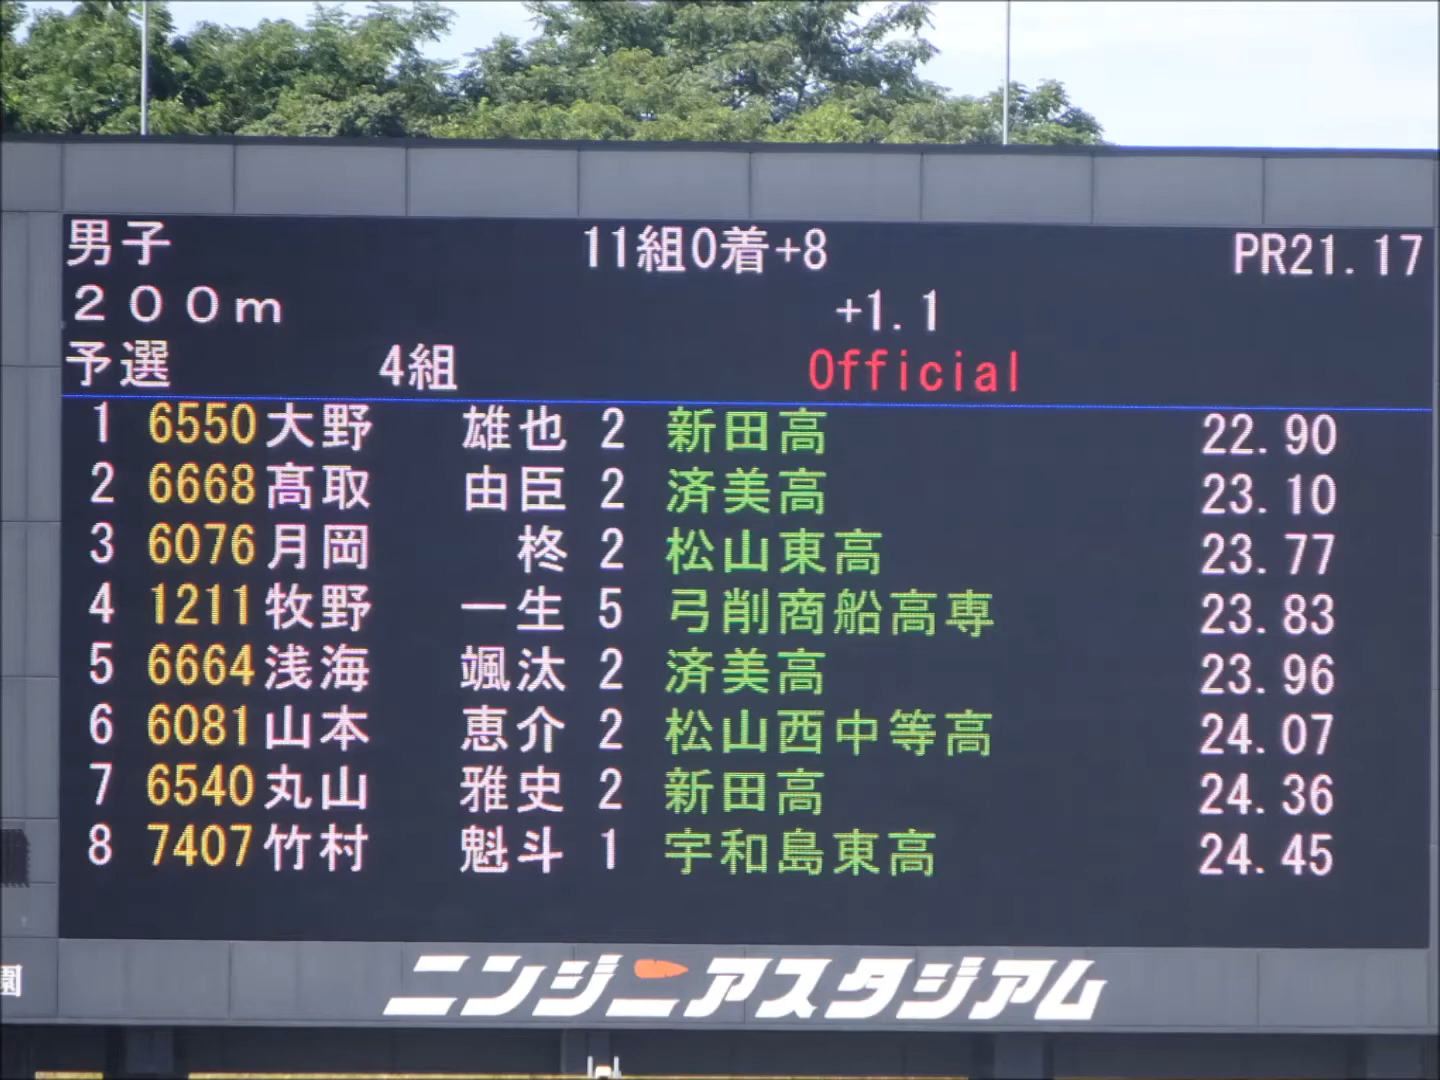 男子 11組0着+8 PR21.17
200m +1.1
予選 4組 Official
1 6550 大野 雄也 2 新田高 22.90
2 6668 髙取 由臣 2 済美高 23.10
3 6076 月岡 柊 2 松山東高 23.77
4 1211 牧野 一生 5 弓削商船高専 23.83
5 6664 浅海 颯汰 2 済美高 23.96
6 6081 山本 恵介 2 松山西中等高 24.07
7 6540 丸山 雅史 2 新田高 24.36
8 7407 竹村 魁斗 1 宇和島東高 24.45
園 ニンジニアスタジアム